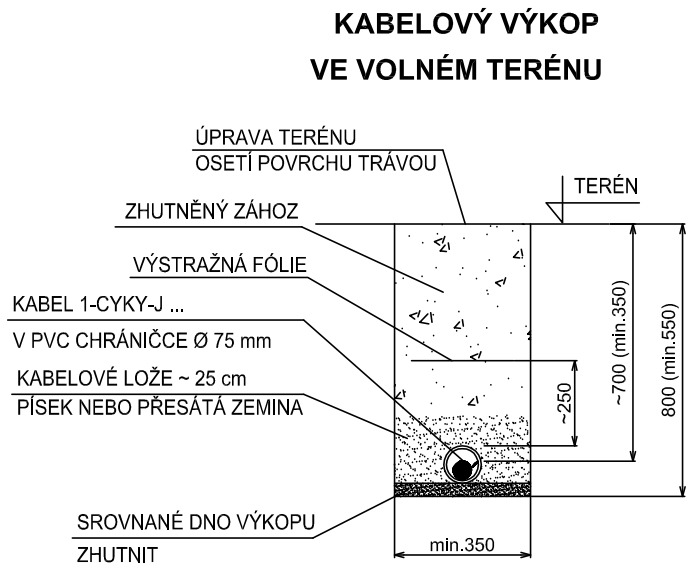 KABELOVÝ VÝKOP
VE VOLNÉM TERÉNU
ÚPRAVA TERÉNU
OSETÍ POVRCHU TRÁVOU
TERÉN
ZHUTNĚNÝ ZÁHOZ
VÝSTRAŽNÁ FÓLIE
KABEL 1-CYKY-J ...
V PVC CHRÁNIČCE Ø 75 mm
KABELOVÉ LOŽE ~ 25 cm
PÍSEK NEBO PŘESÁTÁ ZEMINA
~250
~700 (min.350)
800 (min.550)
SROVNANÉ DNO VÝKOPU
ZHUTNIT
min.350